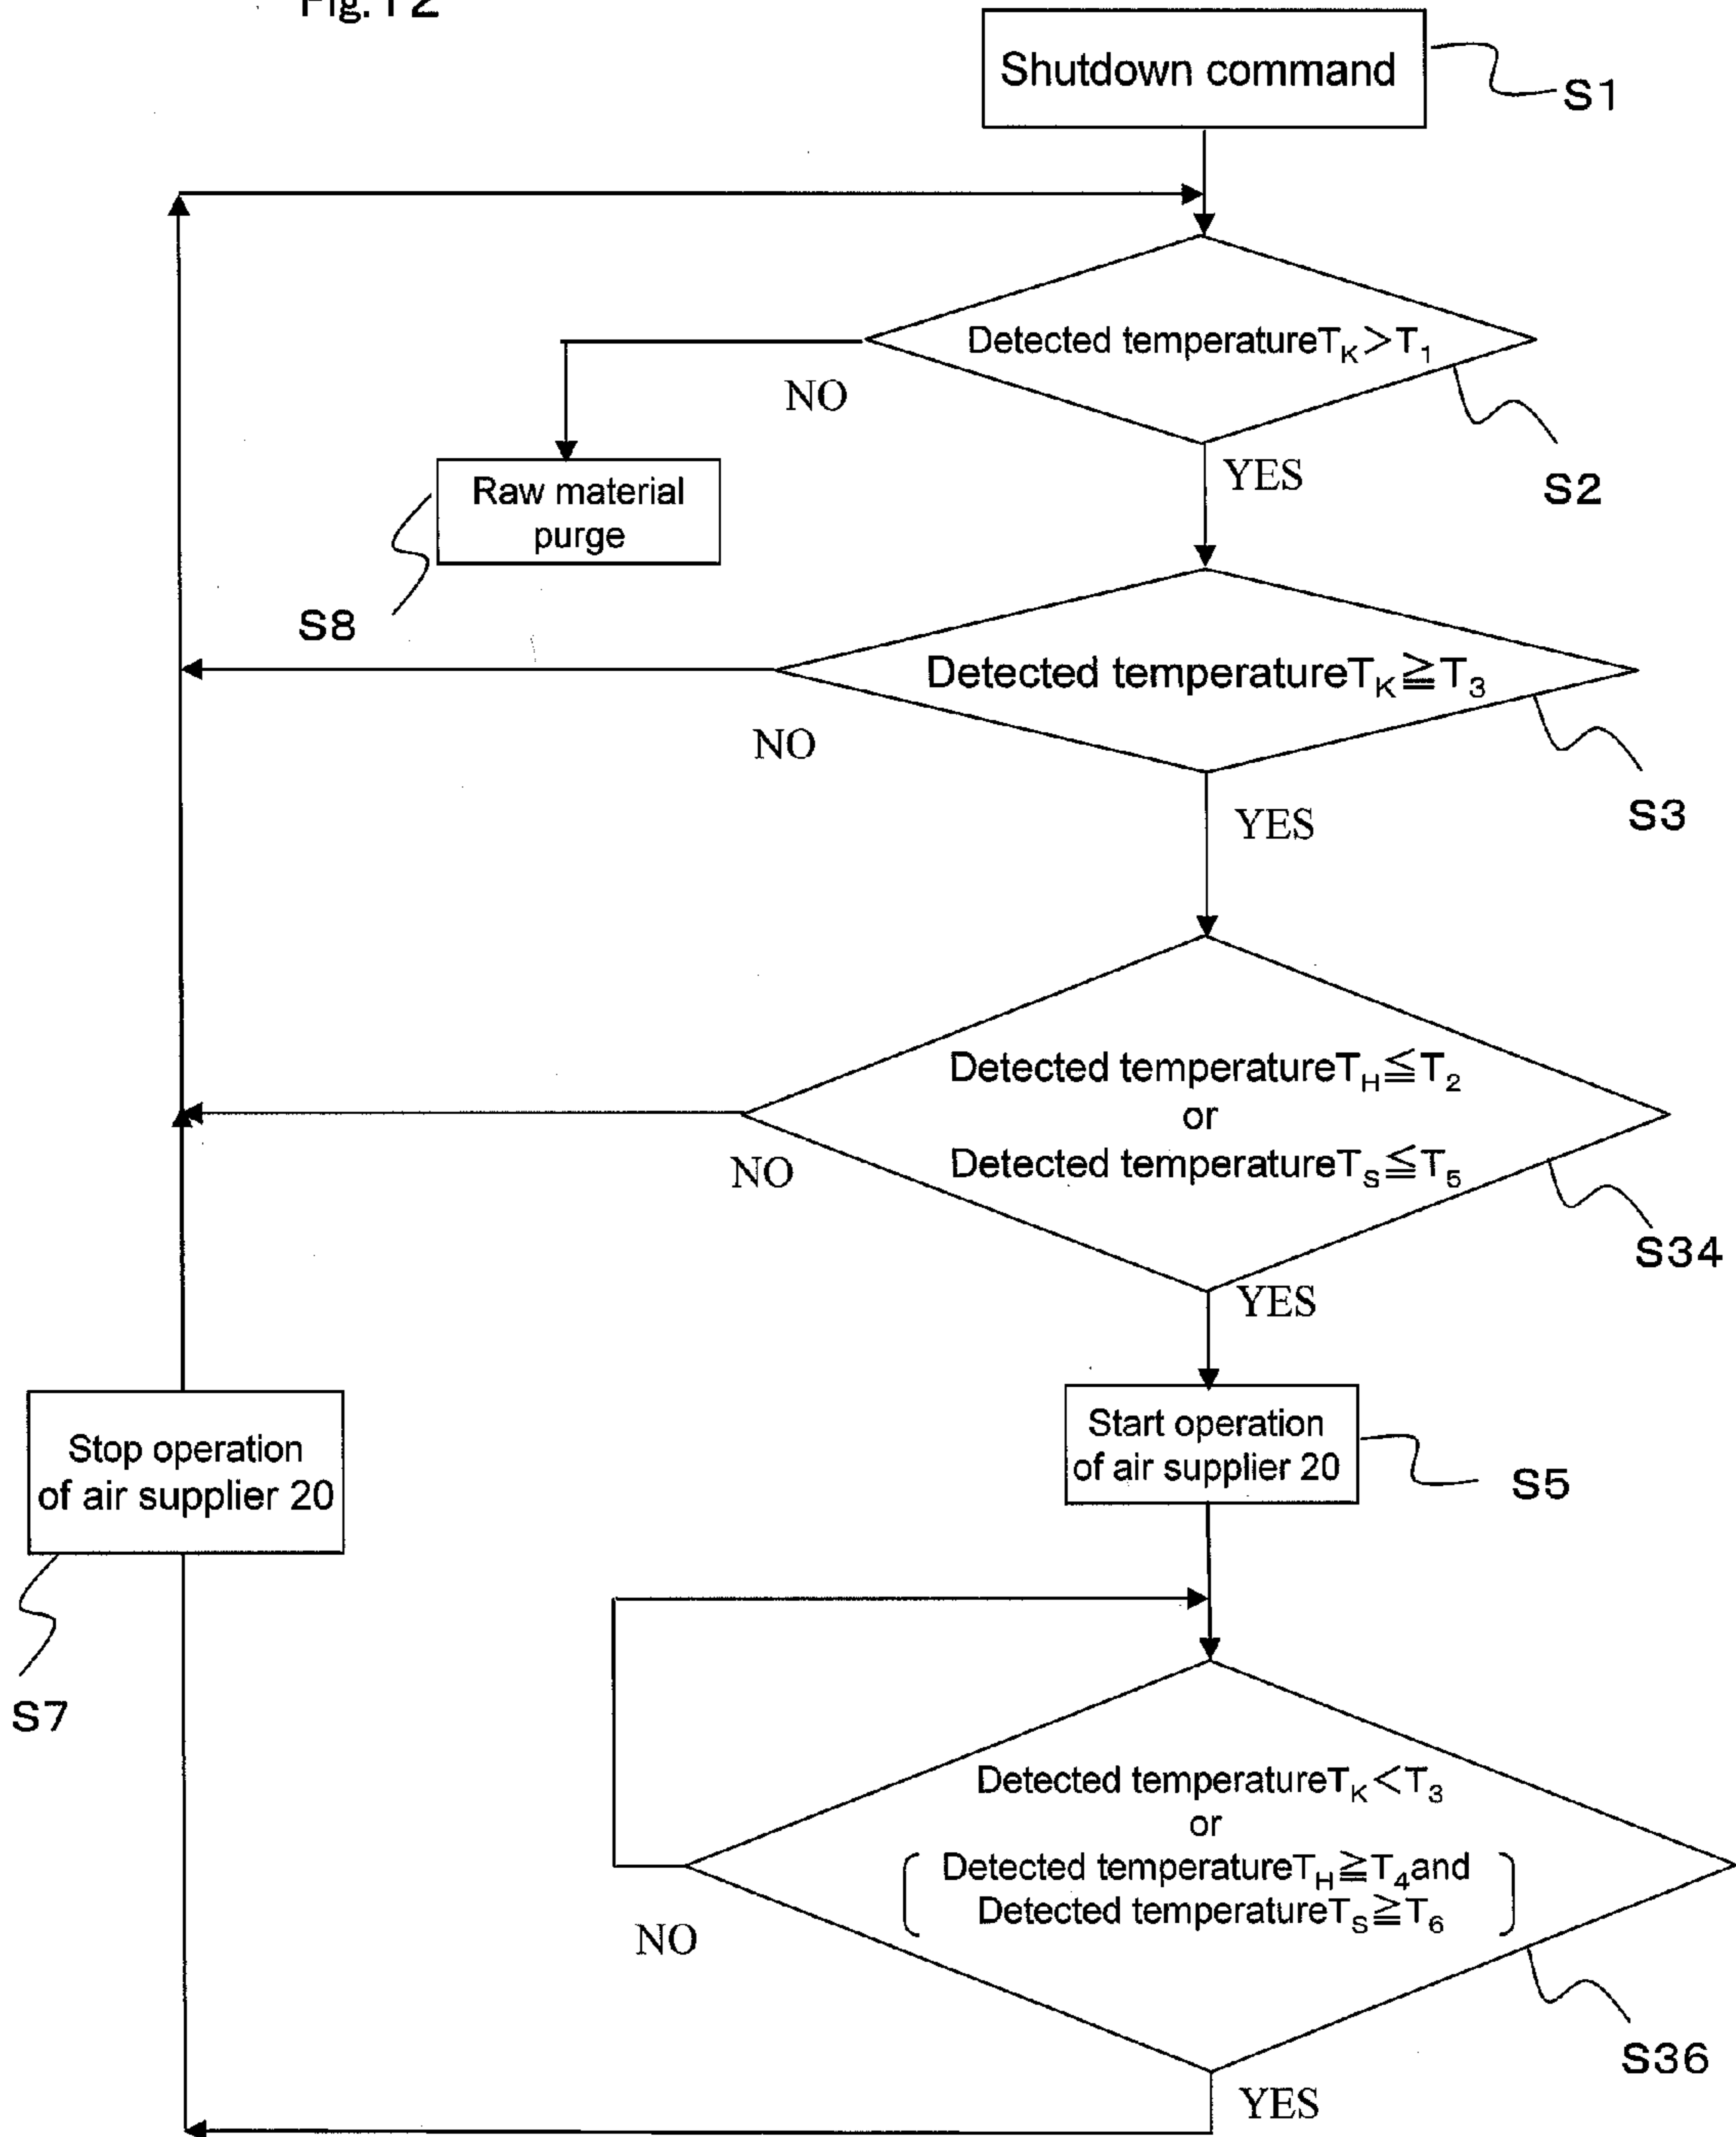 Fig. 12
Shutdown command
S1
Detected temperatureTK>T1
NO
YES
S2
Raw material
purge
S8
Detected temperatureTK≧T3
NO
YES
S3
Detected temperatureTH≦T2
or
Detected temperatureTS≦T5
NO
YES
S34
Stop operation
of air supplier 20
S7
Start operation
of air supplier 20
S5
Detected temperatureTK<T3
or
( Detected temperatureTH≧T4and
Detected temperatureTS≧T6 )
NO
YES
S36